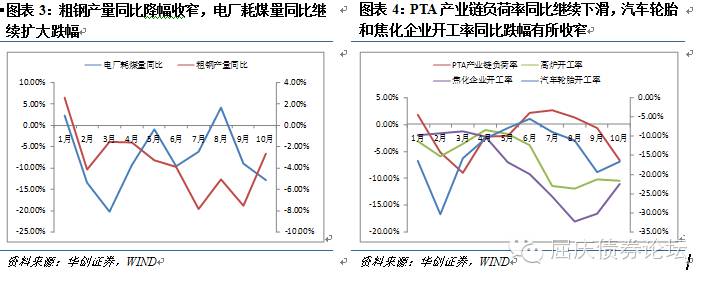 图表 3：粗钢产量同比降幅收窄，电厂耗煤量同比继
续扩大跌幅
电厂耗煤量同比
粗钢产量同比
10.00%
5.00%
0.00%
-5.00%
-10.00%
-15.00%
-20.00%
-25.00%
4.00%
2.00%
0.00%
-2.00%
-4.00%
-6.00%
-8.00%
-10.00%
1月
2月
3月
4月
5月
6月
7月
8月
9月
10月
资料来源：华创证券，WIND
图表 4：PTA 产业链负荷率同比继续下滑，汽车轮胎
和焦化企业开工率同比跌幅有所收窄
PTA产业链负荷率
高炉开工率
焦化企业开工率
汽车轮胎开工率
5.00%
0.00%
-5.00%
-10.00%
-15.00%
-20.00%
0.00%
-5.00%
-10.00%
-15.00%
-20.00%
-25.00%
-30.00%
-35.00%
1月
2月
3月
4月
5月
6月
7月
8月
9月
10月
资料来源：华创证券，WIND
屈庆债券论坛